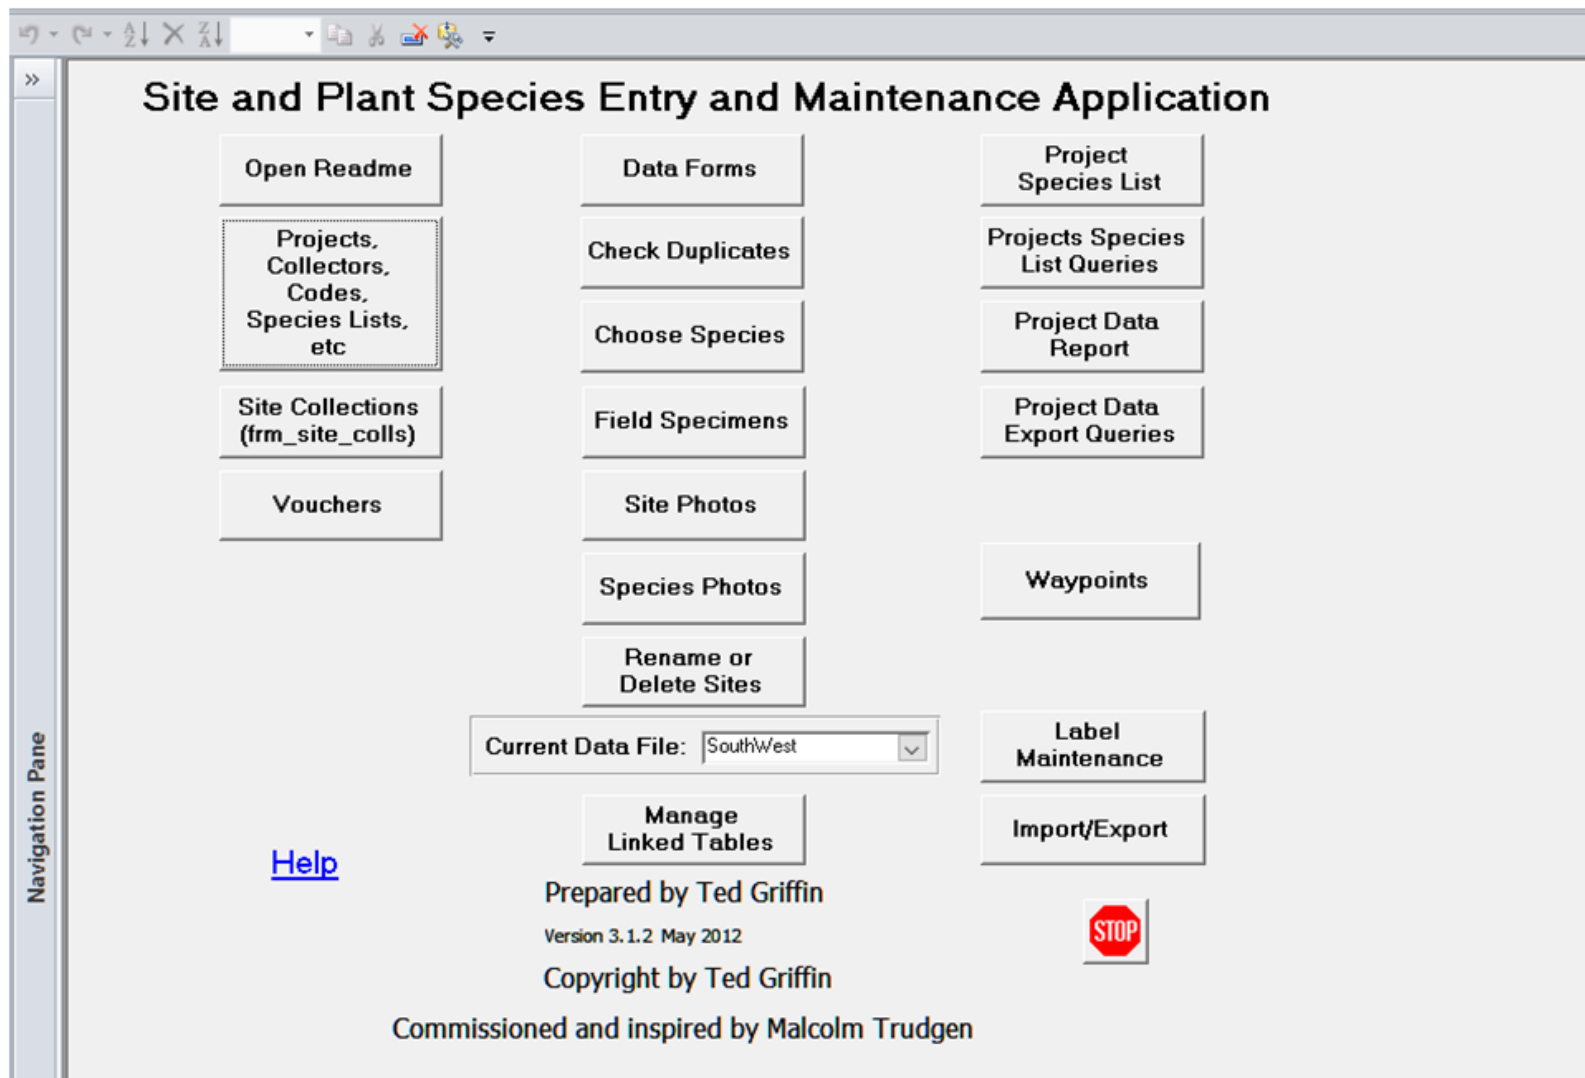 Site and Plant Species Entry and Maintenance Application
Open Readme
Data Forms
Project
Species List
Projects,
Collectors,
Codes,
Species Lists,
etc
Check Duplicates
Projects Species
List Queries
Choose Species
Project Data
Report
Site Collections
(frm_site_colls)
Field Specimens
Project Data
Export Queries
Vouchers
Site Photos
Species Photos
Waypoints
Rename or
Delete Sites
Current Data File: SouthWest
Label
Maintenance
Manage
Linked Tables
Import/Export
Navigation Pane
Help
Prepared by Ted Griffin
Version 3.1.2 May 2012
STOP
Copyright by Ted Griffin
Commissioned and inspired by Malcolm Trudgen